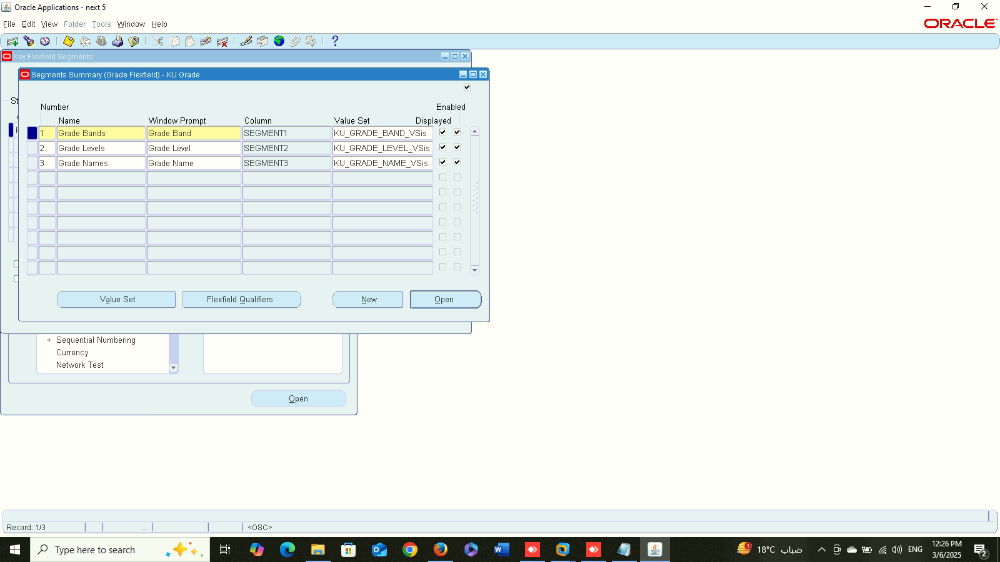 Oracle Applications - next 5
File Edit View Folder Tools Window Help
ORACLE
Key Flexfield Segments
Segments Summary (Grade Flexfield) - KU Grade
St
Number
Enabled
Name Window Prompt Column Value Set Displayed
1 Grade Bands Grade Band SEGMENT1 KU_GRADE_BAND_VSis
2 Grade Levels Grade Level SEGMENT2 KU_GRADE_LEVEL_VSis
3 Grade Names Grade Name SEGMENT3 KU_GRADE_NAME_VSis
Value Set Flexfield Qualifiers New Open
+ Sequential Numbering
Currency
Network Test
Open
Record: 1/3 ... <OSC>
Type here to search
1 18°C ضباب ENG 12:26 PM
3/6/2025
2